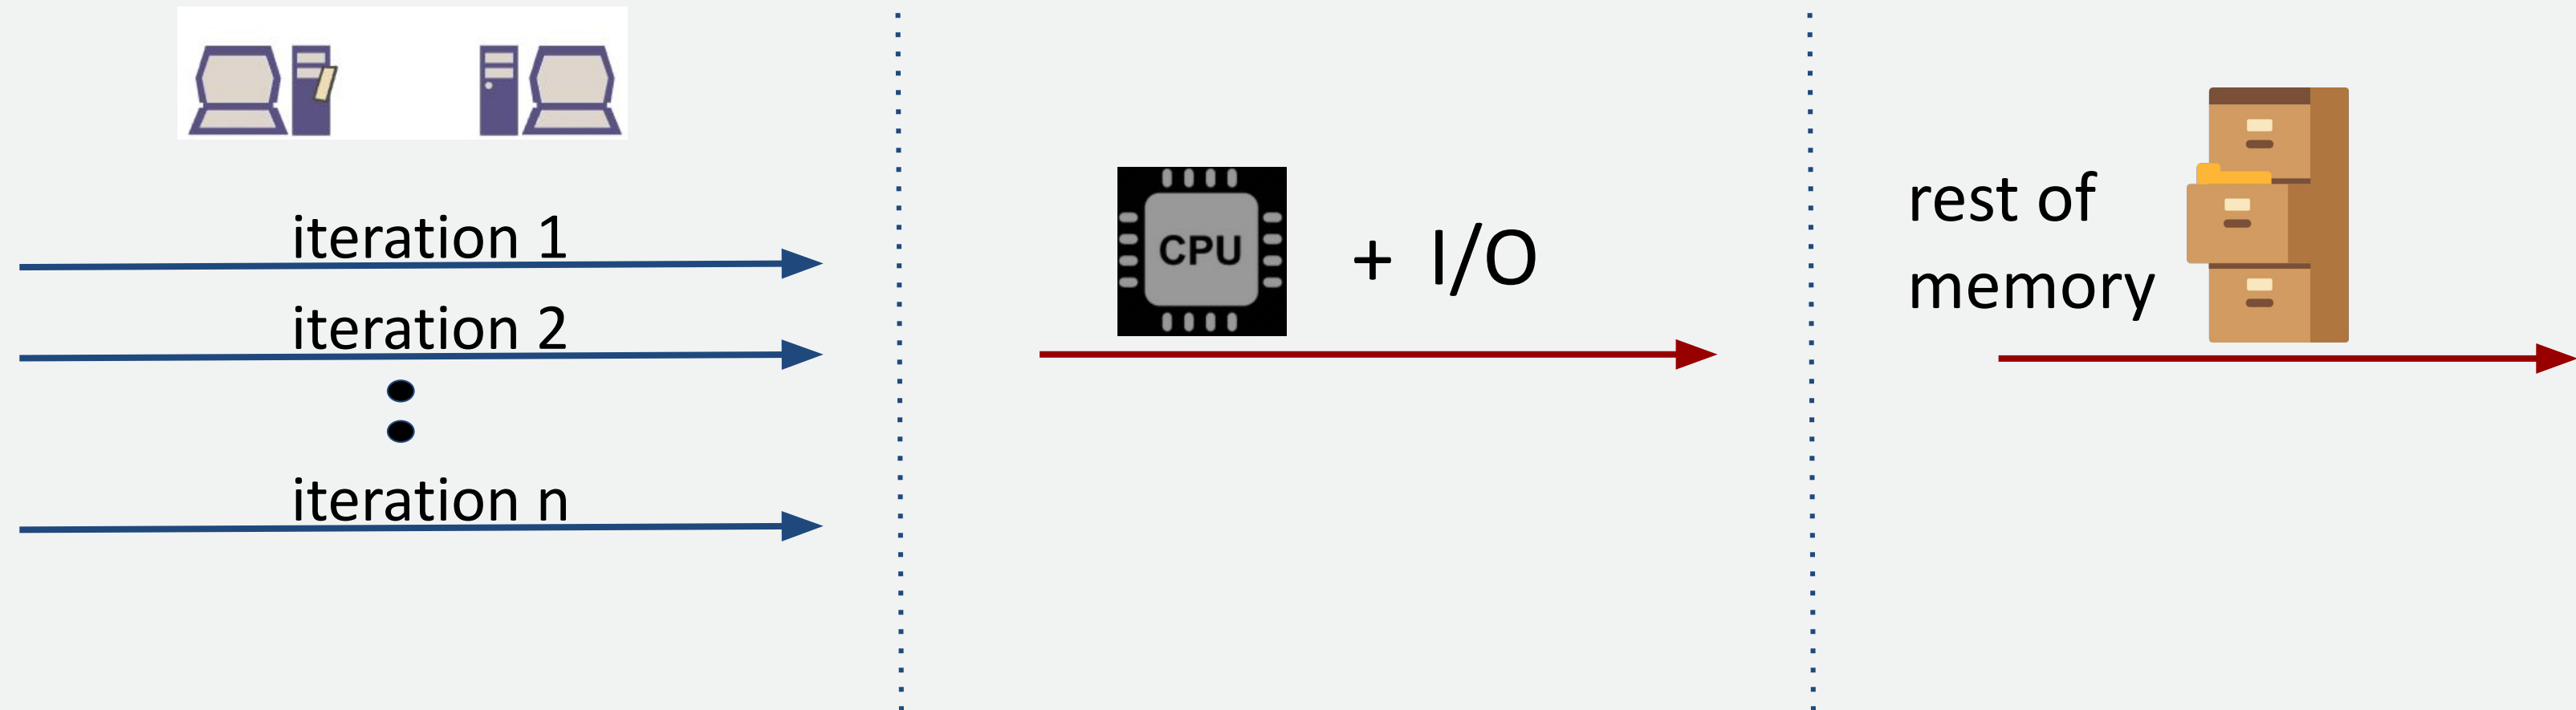 iteration 1
iteration 2
iteration n
CPU + I/O
rest of
memory